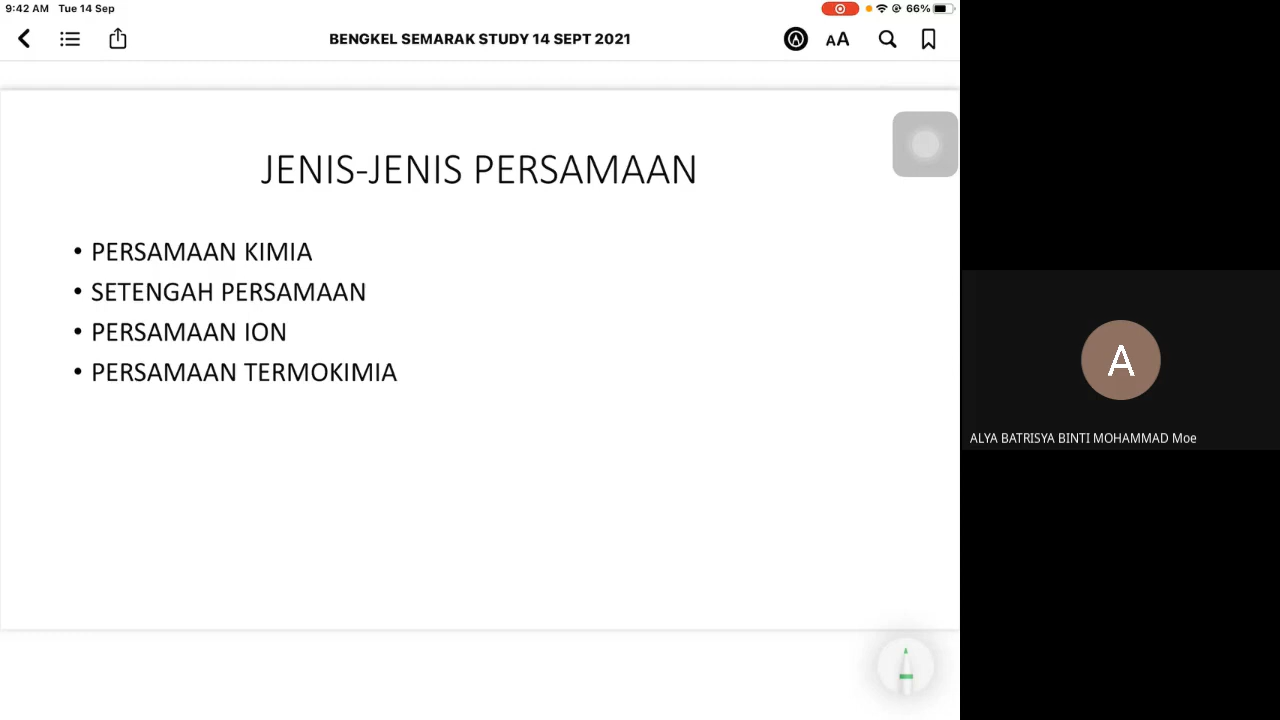 9:42 AM Tue 14 Sep
66%
BENGKEL SEMARAK STUDY 14 SEPT 2021
AA
JENIS-JENIS PERSAMAAN
• PERSAMAAN KIMIA
• SETENGAH PERSAMAAN
• PERSAMAAN ION
• PERSAMAAN TERMOKIMIA
A
ALYA BATRISYA BINTI MOHAMMAD Moe